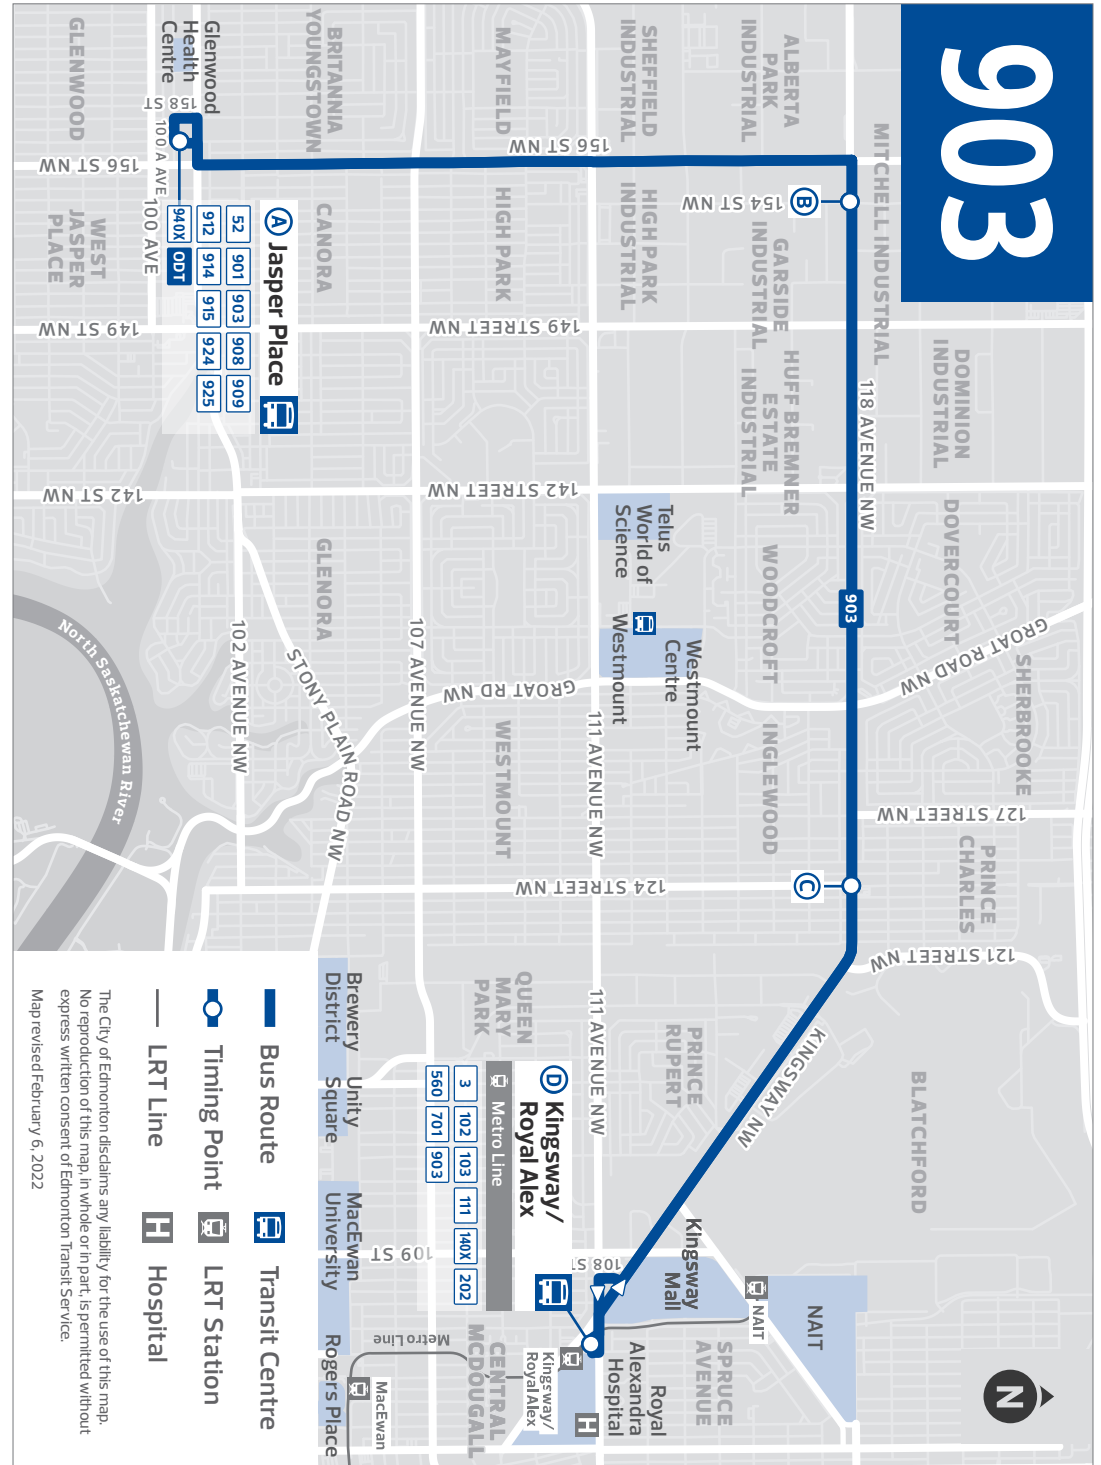 903
N
MITCHELL INDUSTRIAL
DOMINION
INDUSTRIAL
DOVERCOURT
SHERBROOKE
PRINCE
CHARLES
BLATCHFORD
GROAT ROAD NW
127 STREET NW
121 STREET NW
118 AVENUE NW
903
ALBERTA
PARK
INDUSTRIAL
B
154 ST NW
GARSIDE
INDUSTRIAL
HUFF BREMNER
ESTATE
INDUSTRIAL
WOODCROFT
INGLEWOOD
C
KINGSWAY NW
NAIT
NAIT
SHEFFIELD
INDUSTRIAL
HIGH PARK
INDUSTRIAL
Telus
World of
Science
Westmount
Centre
Westmount
PRINCE
RUPERT
Kingsway
Mall
SPRUCE
AVENUE
Royal
Alexandra
Hospital
H
156 ST NW
111 AVENUE NW
111 AVENUE NW
108 ST
MAYFIELD
HIGH PARK
149 STREET NW
142 STREET NW
GROAT RD NW
WESTMOUNT
124 STREET NW
QUEEN
MARY
PARK
D Kingsway/
Royal Alex
Metro Line
3
102
103
111
140X
202
560
701
903
Kingsway/
Royal Alex
CENTRAL
MCDOUGALL
107 AVENUE NW
109 ST
Metro Line
MacEwan
BRITANNIA
YOUNGSTOWN
CANORA
GLENORA
STONY PLAIN ROAD NW
102 AVENUE NW
Brewery
District
Unity
Square
MacEwan
University
Rogers Place
A Jasper Place
52
901
903
908
909
912
914
915
924
925
940X
ODT
Glenwood
Health
Centre
158 ST
100 A AVE
100 AVE
GLENWOOD
156 ST NW
WEST
JASPER
PLACE
149 ST NW
142 ST NW
North Saskatchewan River
Bus Route
Timing Point
LRT Line
Transit Centre
LRT Station
H
Hospital
The City of Edmonton disclaims any liability for the use of this map.
No reproduction of this map, in whole or in part, is permitted without
express written consent of Edmonton Transit Service.
Map revised February 6, 2022